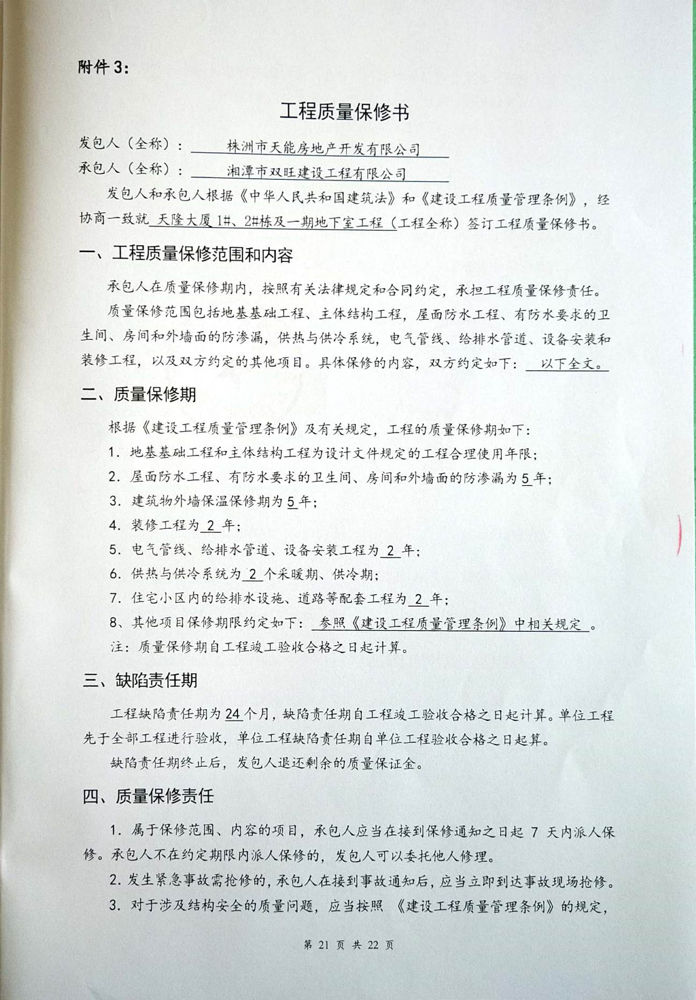 附件 3：
工程质量保修书
发包人（全称）： 株洲市天能房地产开发有限公司
承包人（全称）： 湘潭市双旺建设工程有限公司
发包人和承包人根据《中华人民共和国建筑法》和《建设工程质量管理条例》，经
协商一致就 天隆大厦 1#、2#栋及一期地下室工程（工程全称）签订工程质量保修书。
一、工程质量保修范围和内容
承包人在质量保修期内，按照有关法律规定和合同约定，承担工程质量保修责任。
质量保修范围包括地基基础工程、主体结构工程，屋面防水工程、有防水要求的卫
生间、房间和外墙面的防渗漏，供热与供冷系统，电气管线、给排水管道、设备安装和
装修工程，以及双方约定的其他项目。具体保修的内容，双方约定如下： 以下全文。
二、质量保修期
根据《建设工程质量管理条例》及有关规定，工程的质量保修期如下：
1．地基基础工程和主体结构工程为设计文件规定的工程合理使用年限；
2．屋面防水工程、有防水要求的卫生间、房间和外墙面的防渗漏为 5 年；
3．建筑物外墙保温保修期为 5 年；
4．装修工程为 2 年；
5．电气管线、给排水管道、设备安装工程为 2 年；
6．供热与供冷系统为 2 个采暖期、供冷期；
7．住宅小区内的给排水设施、道路等配套工程为 2 年；
8、其他项目保修期限约定如下： 参照《建设工程质量管理条例》中相关规定 。
注：质量保修期自工程竣工验收合格之日起计算。
三、缺陷责任期
工程缺陷责任期为 24 个月，缺陷责任期自工程竣工验收合格之日起计算。单位工程
先于全部工程进行验收，单位工程缺陷责任期自单位工程验收合格之日起算。
缺陷责任期终止后，发包人退还剩余的质量保证金。
四、质量保修责任
1．属于保修范围、内容的项目，承包人应当在接到保修通知之日起 7 天内派人保
修。承包人不在约定期限内派人保修的，发包人可以委托他人修理。
2．发生紧急事故需抢修的，承包人在接到事故通知后，应当立即到达事故现场抢修。
3．对于涉及结构安全的质量问题，应当按照 《建设工程质量管理条例》的规定，
第 21 页 共 22 页